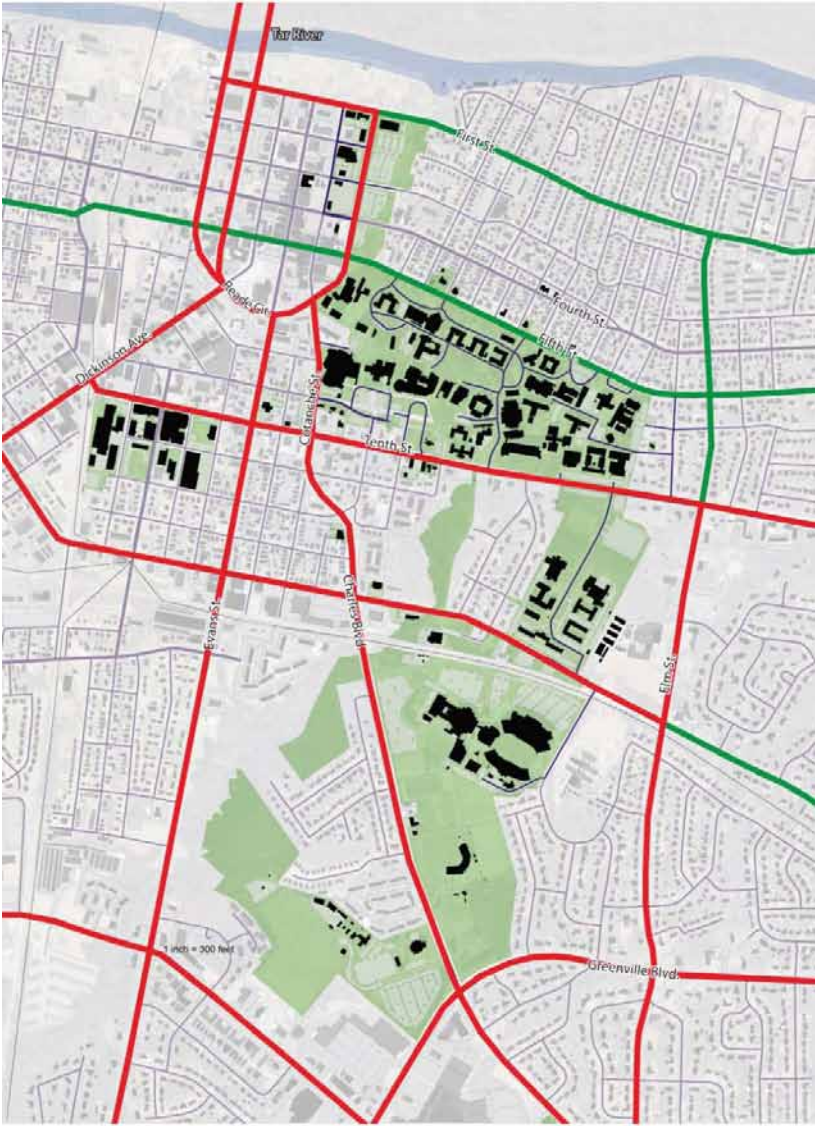 Tar River
First St.
Fourth St.
Reade Cir.
Fifth St.
Dickinson Ave.
Cotanche St.
Tenth St.
Charles Blvd.
Evans St.
Elm St.
1 inch = 300 feet
Greenville Blvd.